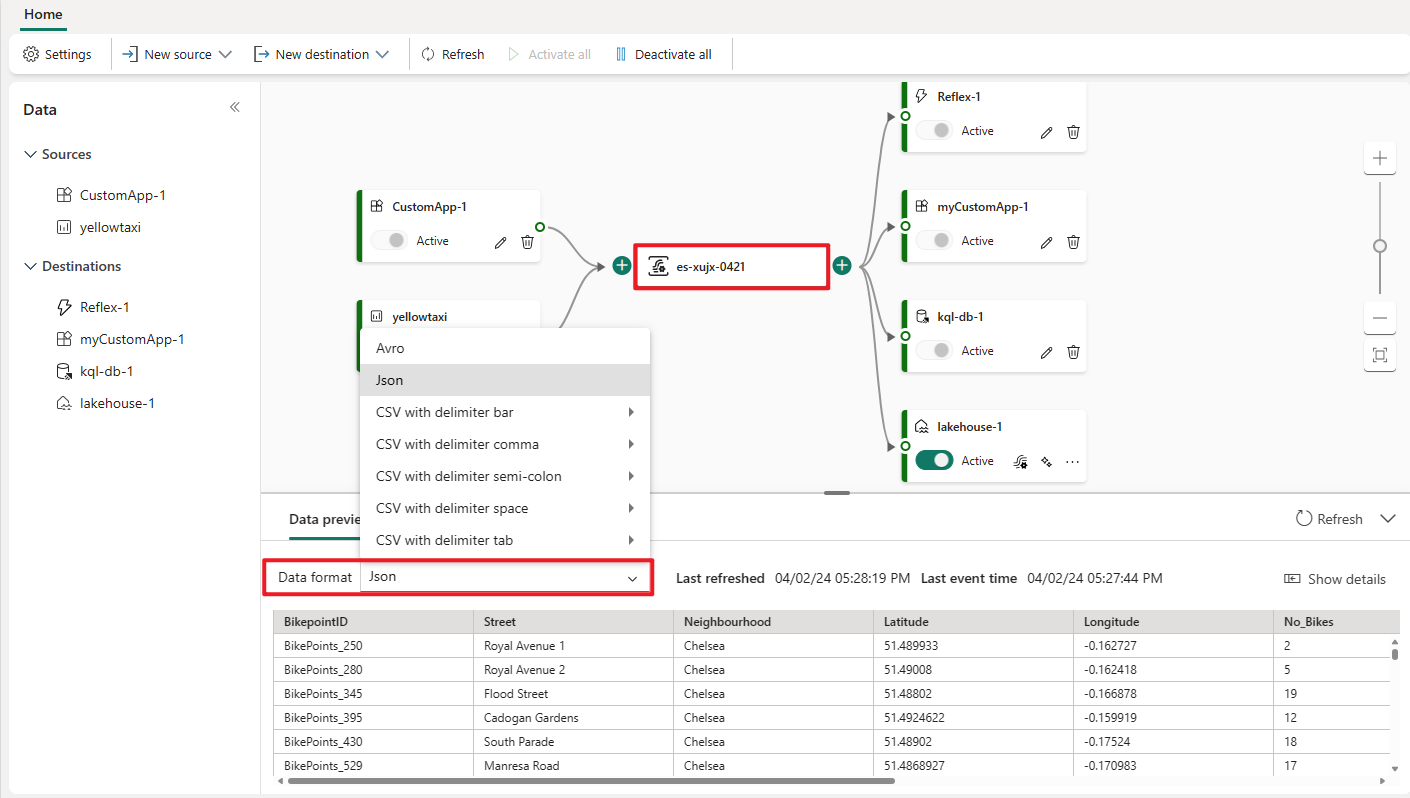 Home
Settings
New source
New destination
Refresh
Activate all
Deactivate all
Data
Sources
CustomApp-1
yellowtaxi
Destinations
Reflex-1
myCustomApp-1
kql-db-1
lakehouse-1
CustomApp-1
Active
yellowtaxi
es-xujx-0421
Reflex-1
Active
myCustomApp-1
Active
kql-db-1
Active
lakehouse-1
Active
Avro
Json
CSV with delimiter bar
CSV with delimiter comma
CSV with delimiter semi-colon
CSV with delimiter space
CSV with delimiter tab
Data previe
Refresh
Data format Json
Last refreshed 04/02/24 05:28:19 PM Last event time 04/02/24 05:27:44 PM
Show details
BikepointID Street Neighbourhood Latitude Longitude No_Bikes
BikePoints_250 Royal Avenue 1 Chelsea 51.489933 -0.162727 2
BikePoints_280 Royal Avenue 2 Chelsea 51.49008 -0.162418 5
BikePoints_345 Flood Street Chelsea 51.48802 -0.166878 19
BikePoints_395 Cadogan Gardens Chelsea 51.4924622 -0.159919 12
BikePoints_430 South Parade Chelsea 51.48902 -0.17524 18
BikePoints_529 Manresa Road Chelsea 51.4868927 -0.170983 17